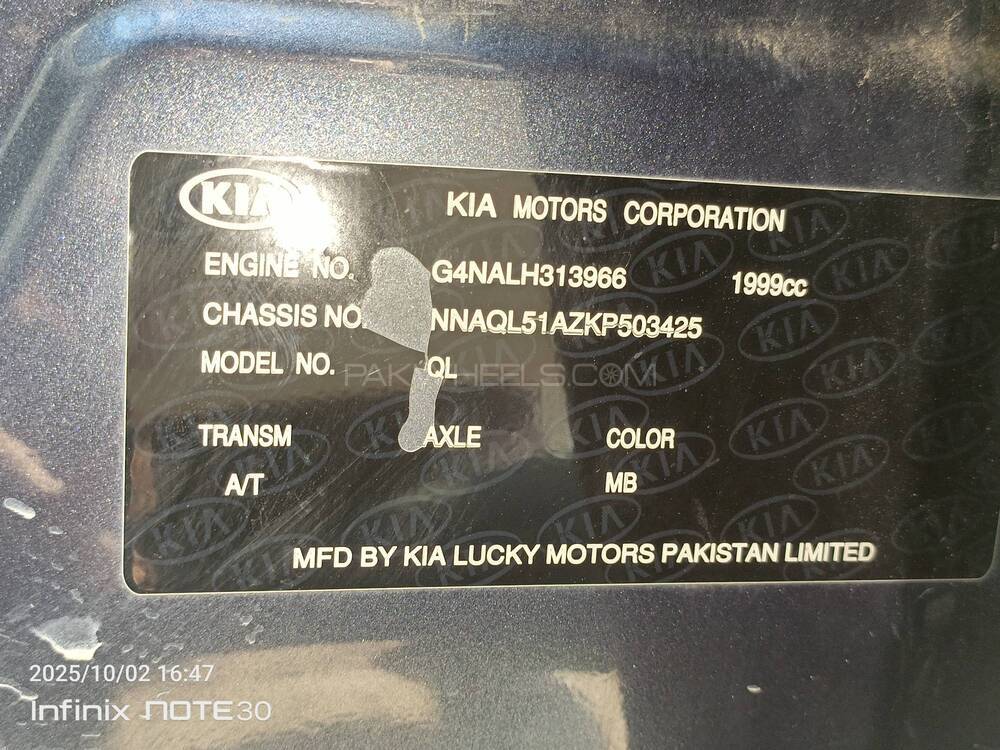 KIA KIA MOTORS CORPORATION
ENGINE NO. G4NALH313966 1999cc
CHASSIS NO. NNAQL51AZKP503425
MODEL NO. QL
PAKWHEELS.COM
TRANSM AXLE COLOR
A/T MB
MFD BY KIA LUCKY MOTORS PAKISTAN LIMITED
2025/10/02 16:47
Infinix NOTE30